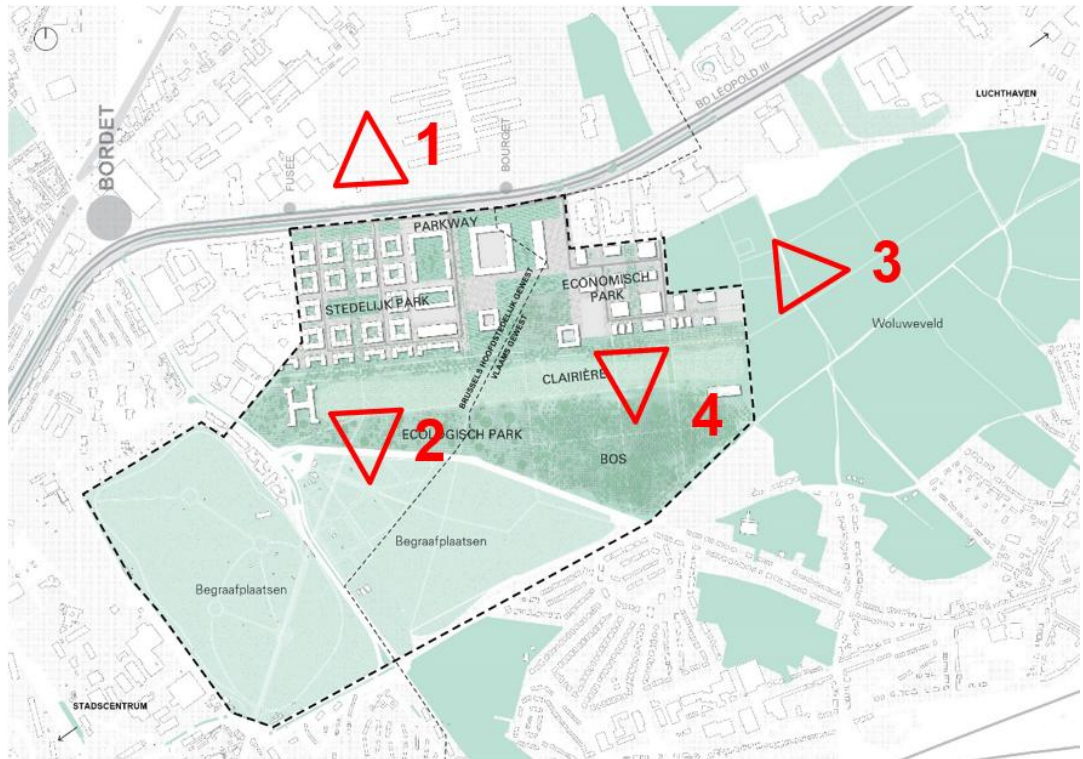 BORDET
FUSEE
1
BOURGET
BD LEOPOLD III
LUCHTHAVEN
PARKWAY
STEDELIJK PARK
ECONOMISCH
PARK
BRUSSELS HOOFDSTEDELIJK GEWEST
VLAAMS GEWEST
3
Woluweveld
CLAIRIÈRE
4
2
ECOLOGISCH PARK
BOS
Begraafplaatsen
Begraafplaatsen
STADSCENTRUM